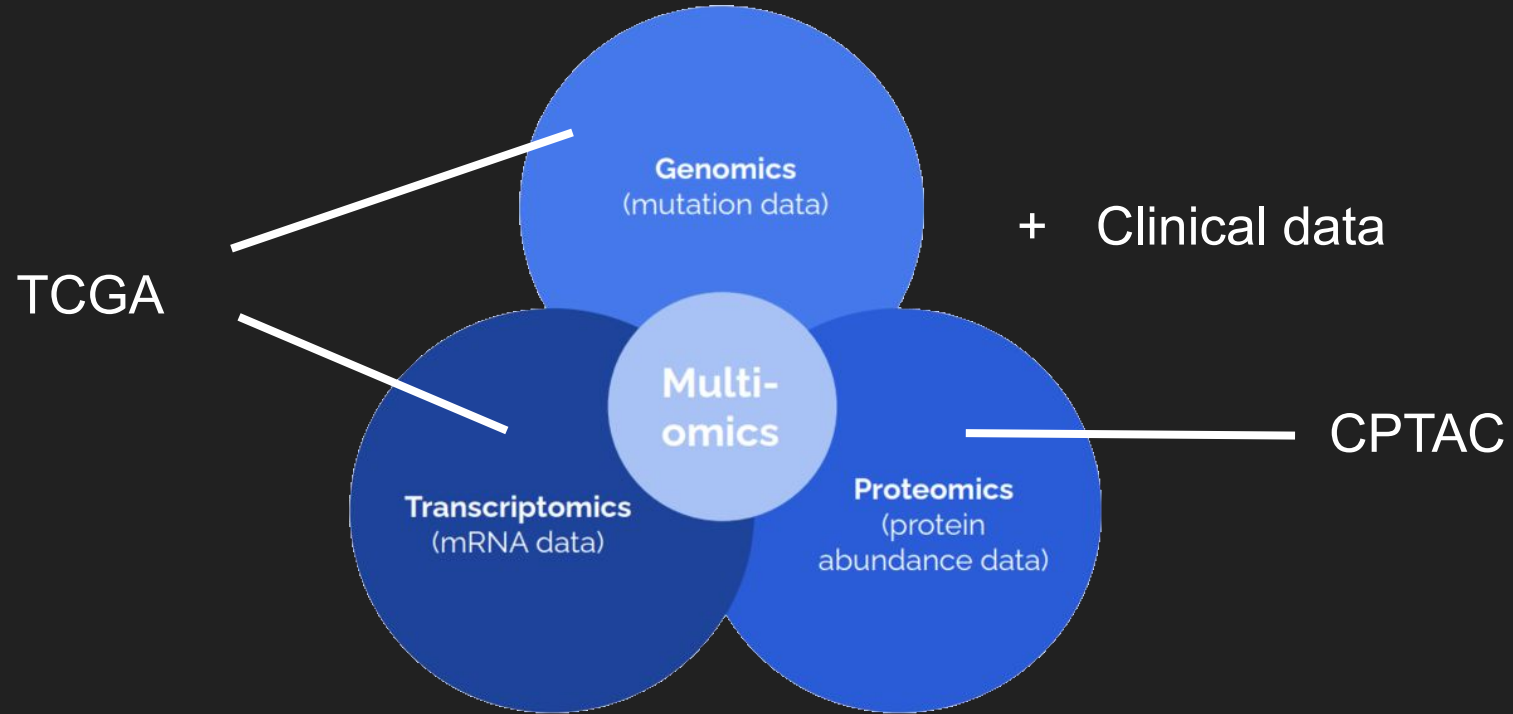 Genomics
(mutation data)
+ Clinical data
TCGA
Multi-
omics
CPTAC
Transcriptomics
(mRNA data)
Proteomics
(protein
abundance data)